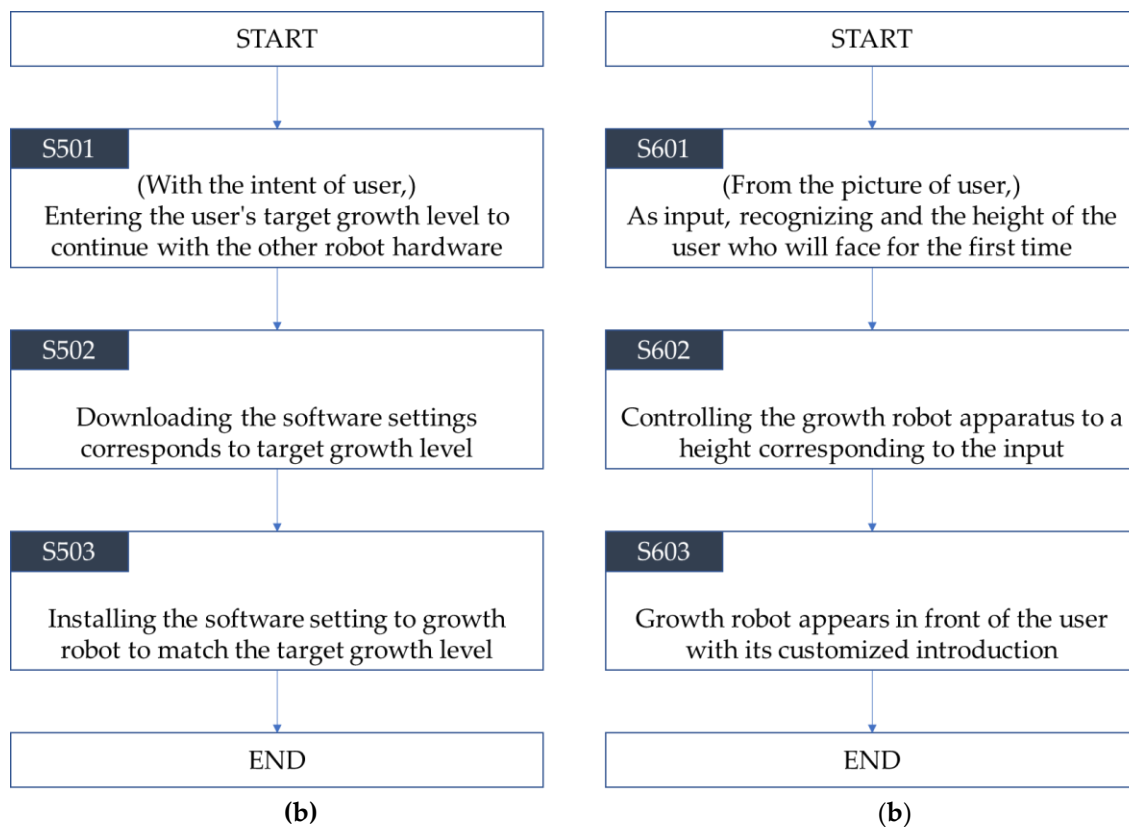 START
S501
(With the intent of user,)
Entering the user's target growth level to
continue with the other robot hardware
S502
Downloading the software settings
corresponds to target growth level
S503
Installing the software setting to growth
robot to match the target growth level
END
(b)
START
S601
(From the picture of user,)
As input, recognizing and the height of the
user who will face for the first time
S602
Controlling the growth robot apparatus to a
height corresponding to the input
S603
Growth robot appears in front of the user
with its customized introduction
END
(b)